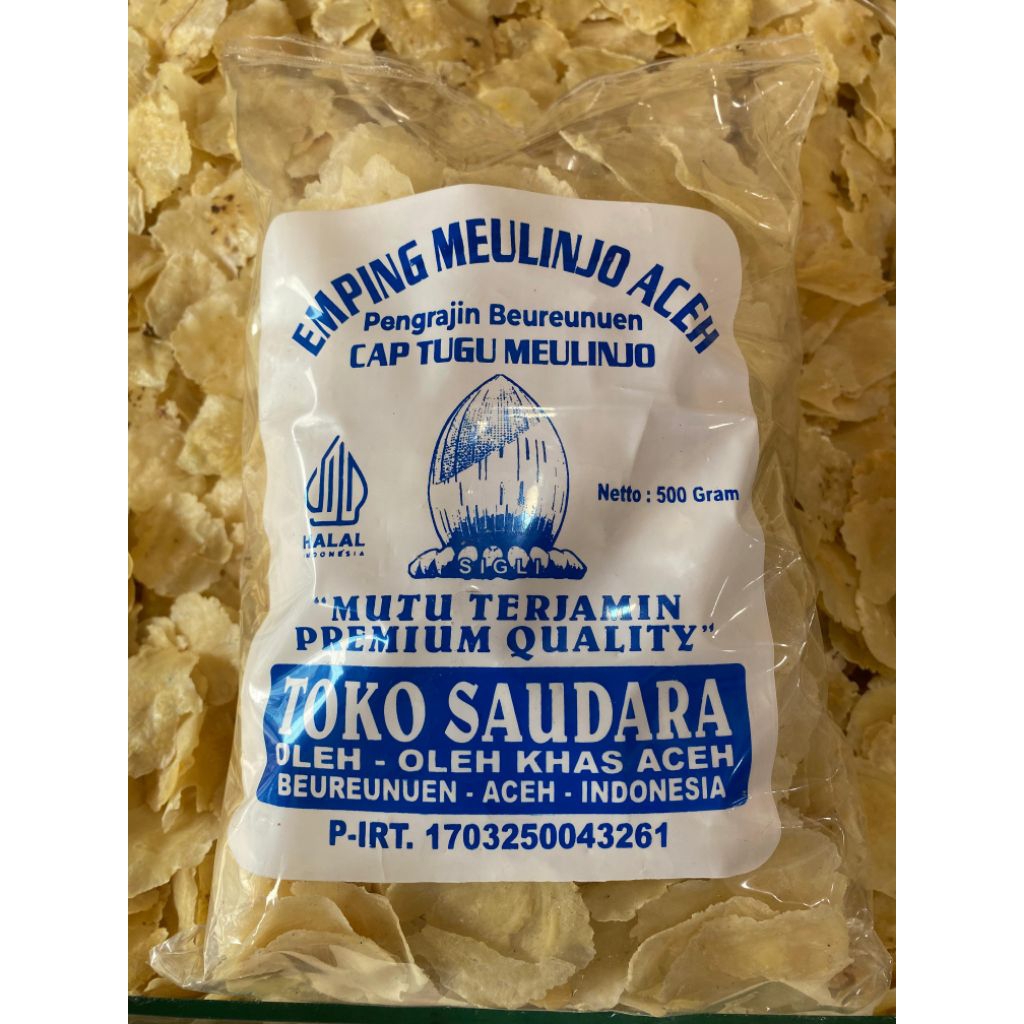 EMPING MEULINJO ACEH
Pengrajin Beureunuen
CAP TUGU MEULINJO
HALAL
INDONESIA
Netto : 500 Gram
SIGLI
"MUTU TERJAMIN
PREMIUM QUALITY"
TOKO SAUDARA
OLEH - OLEH KHAS ACEH
BEUREUNUEN - ACEH - INDONESIA
P-IRT. 1703250043261